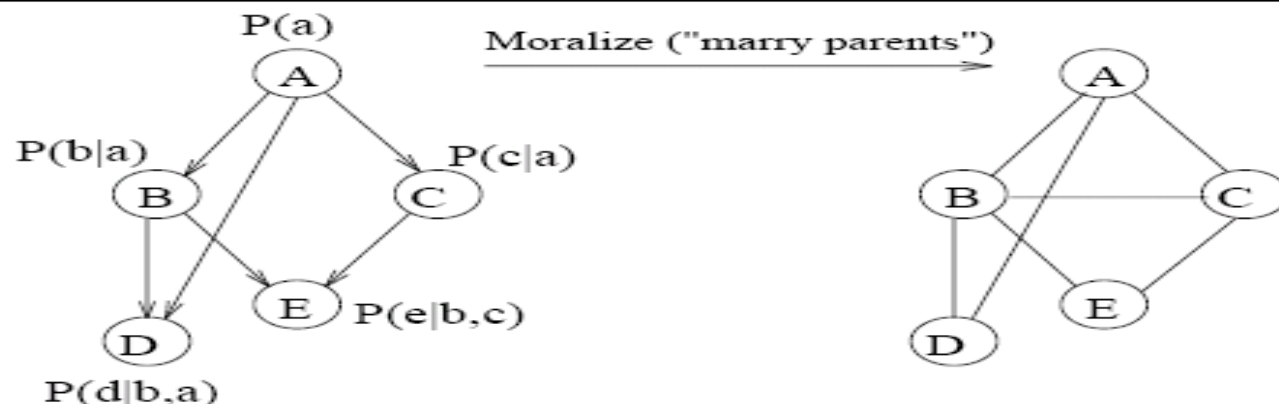 P(a)
Moralize ("marry parents")
A
A
P(b|a)
P(c|a)
B
C
B
C
E
P(e|b,c)
E
D
D
P(d|b,a)